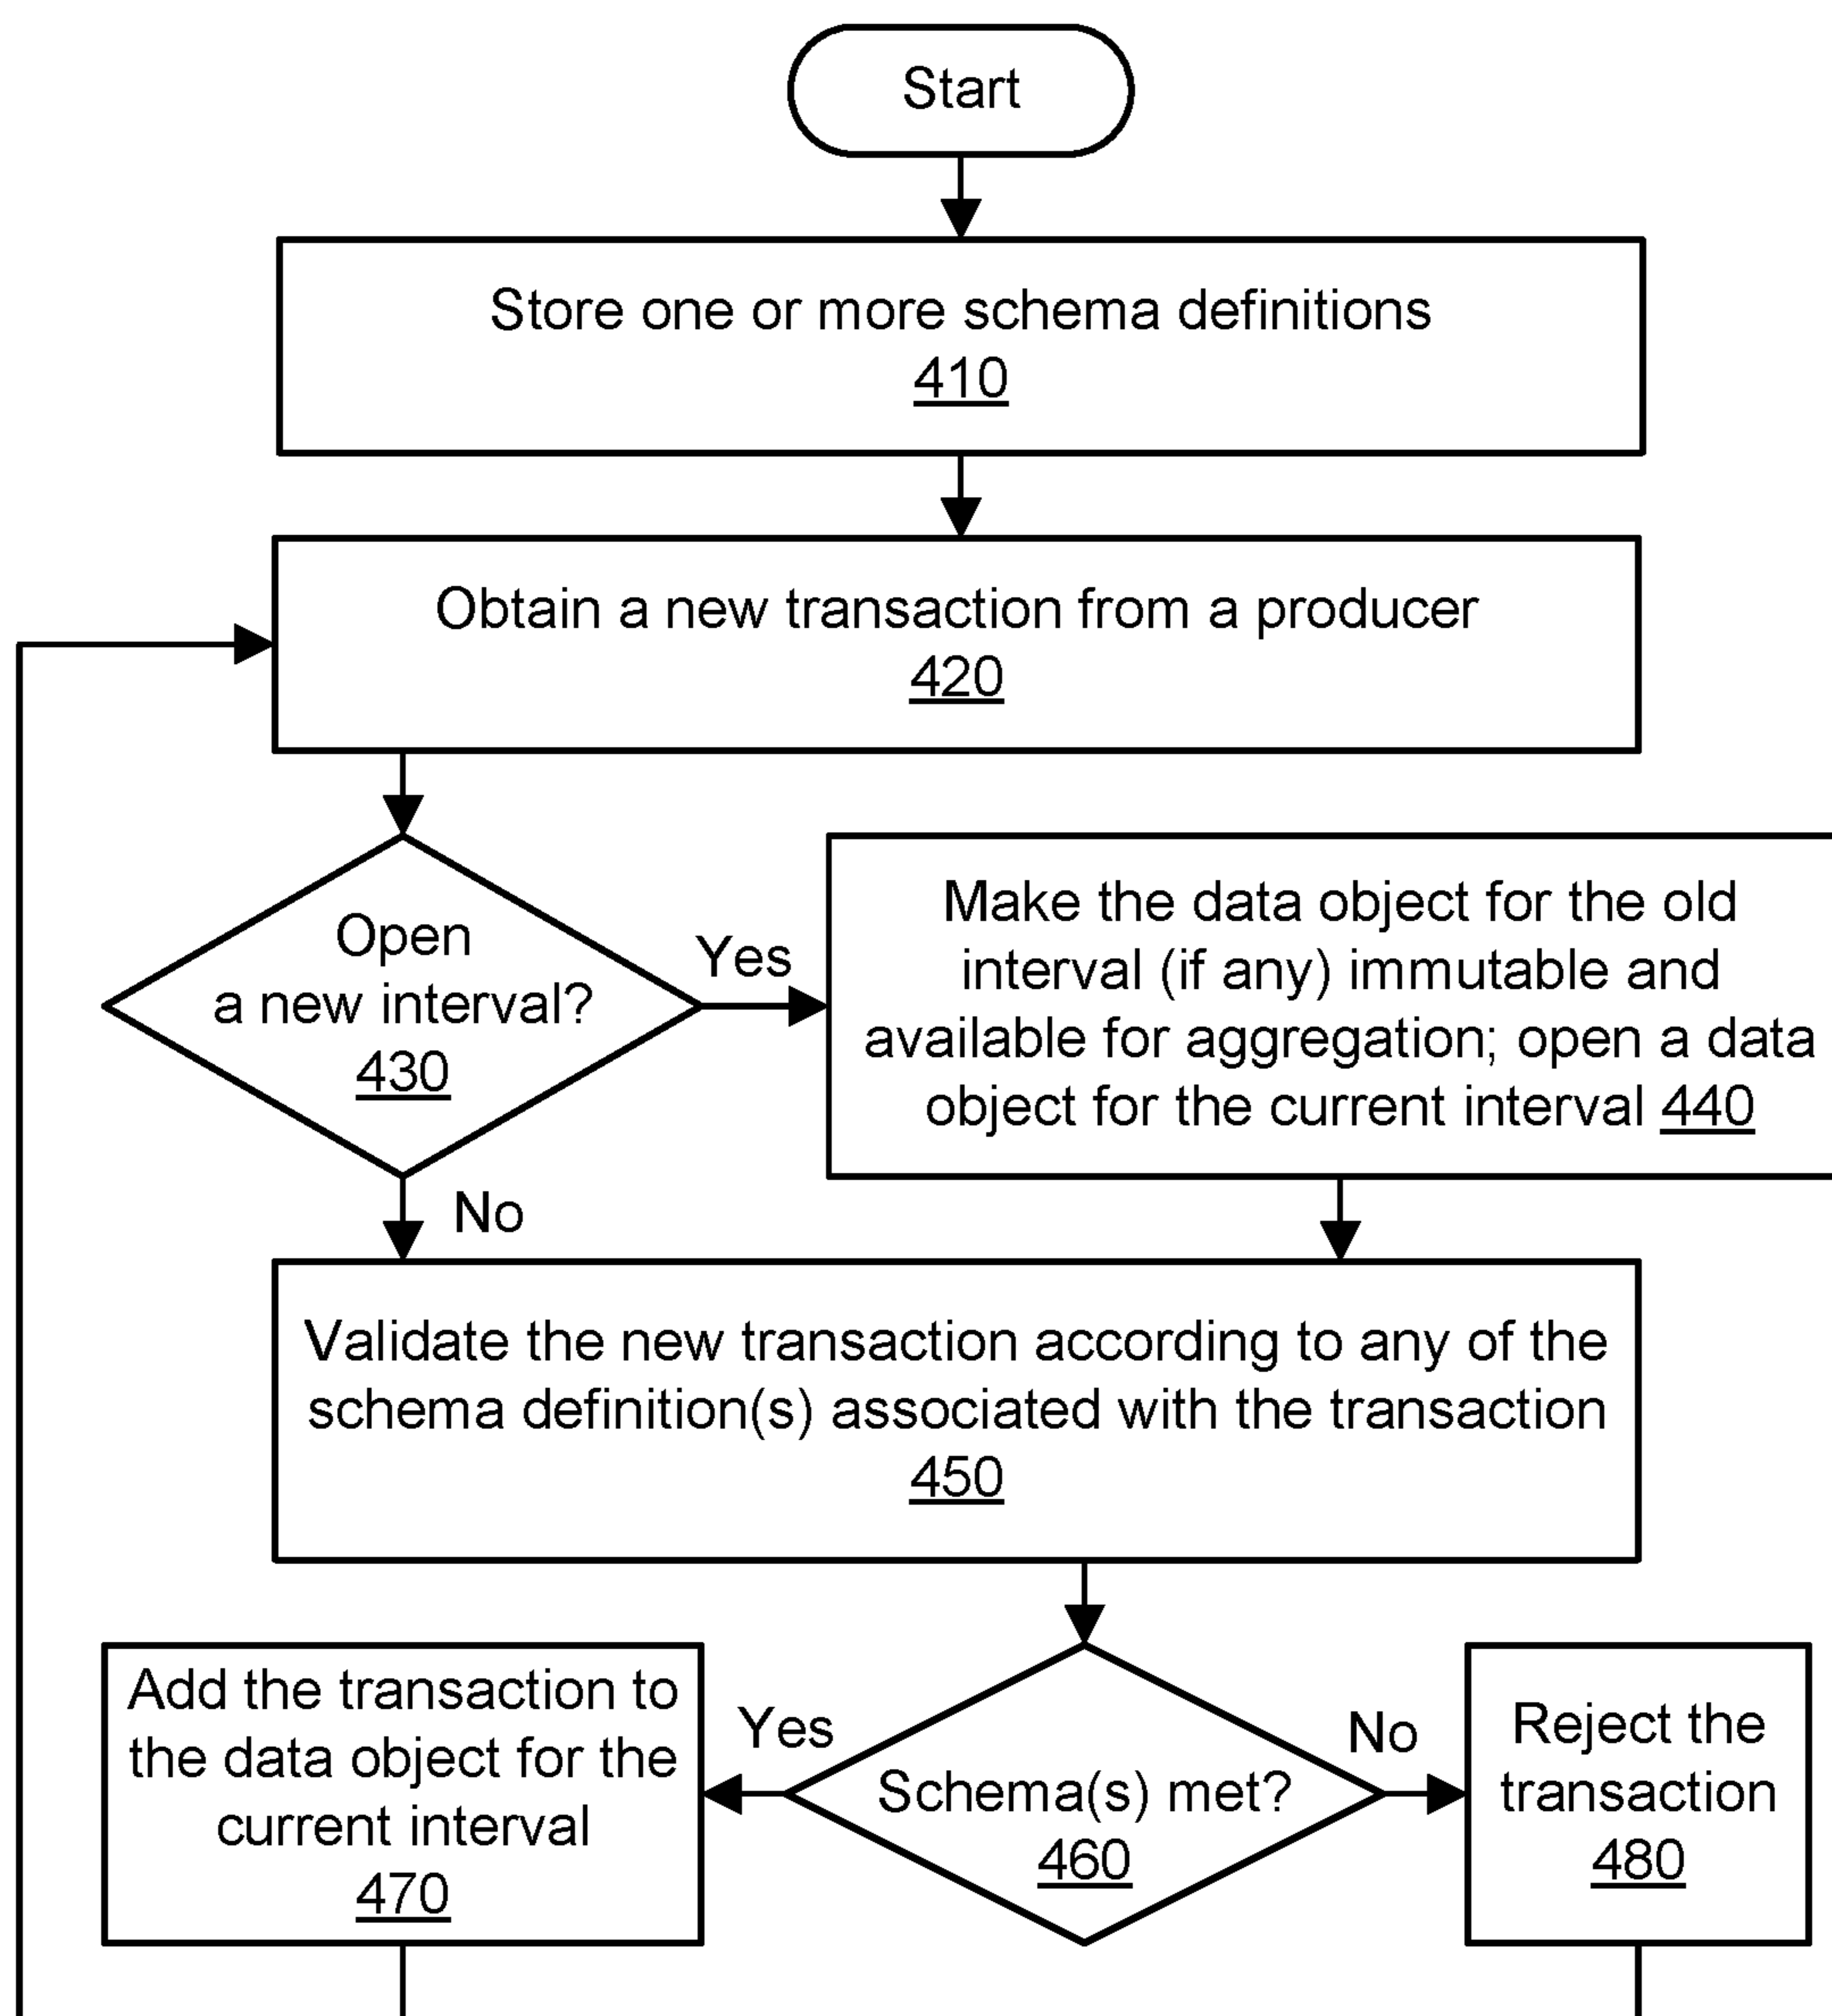 Start
Store one or more schema definitions
410
Obtain a new transaction from a producer
420
Open
a new interval?
430
Yes
Make the data object for the old
interval (if any) immutable and
available for aggregation; open a data
object for the current interval 440
No
Validate the new transaction according to any of the
schema definition(s) associated with the transaction
450
Add the transaction to
the data object for the
current interval
470
Yes
Schema(s) met?
460
No
Reject the
transaction
480